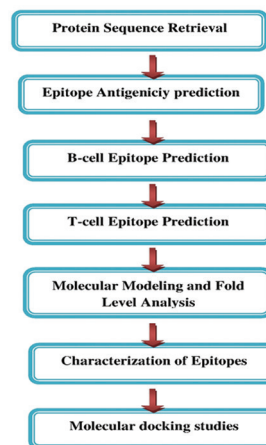 Protein Sequence Retrieval
Epitope Antigeniciy prediction
B-cell Epitope Prediction
T-cell Epitope Prediction
Molecular Modeling and Fold
Level Analysis
Characterization of Epitopes
Molecular docking studies